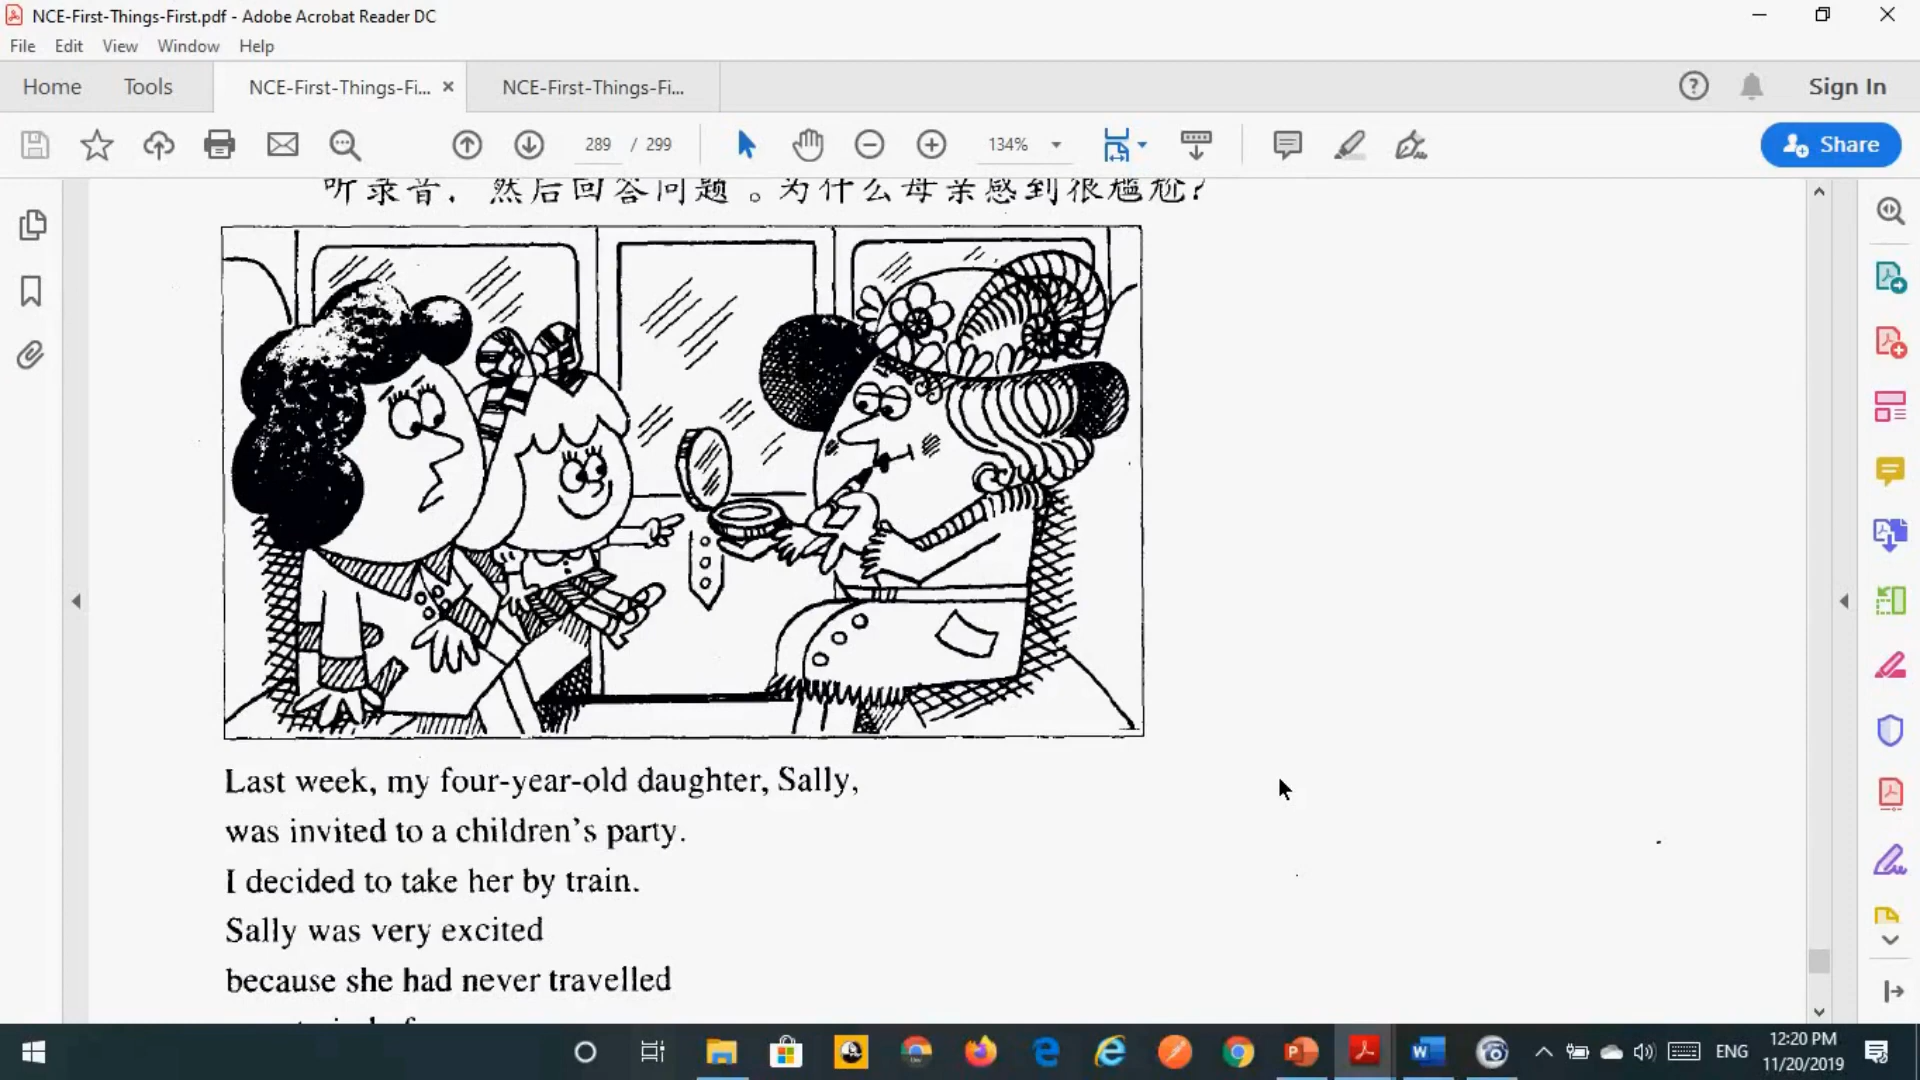 NCE-First-Things-First.pdf - Adobe Acrobat Reader DC
File Edit View Window Help
Home Tools NCE-First-Things-Fi... × NCE-First-Things-Fi... Sign In
289 / 299 134% Share
听录音，然后回答问题。为什么母亲感到很尴尬？
Last week, my four-year-old daughter, Sally,
was invited to a children's party.
I decided to take her by train.
Sally was very excited
because she had never travelled
ENG 12:20 PM
11/20/2019